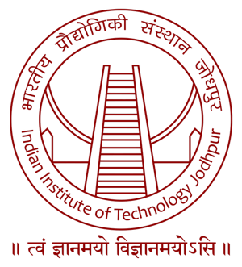 भारतीय प्रौद्योगिकी संस्थान जोधपुर
Indian Institute of Technology Jodhpur
॥ त्वं ज्ञानमयो विज्ञानमयोऽसि ॥